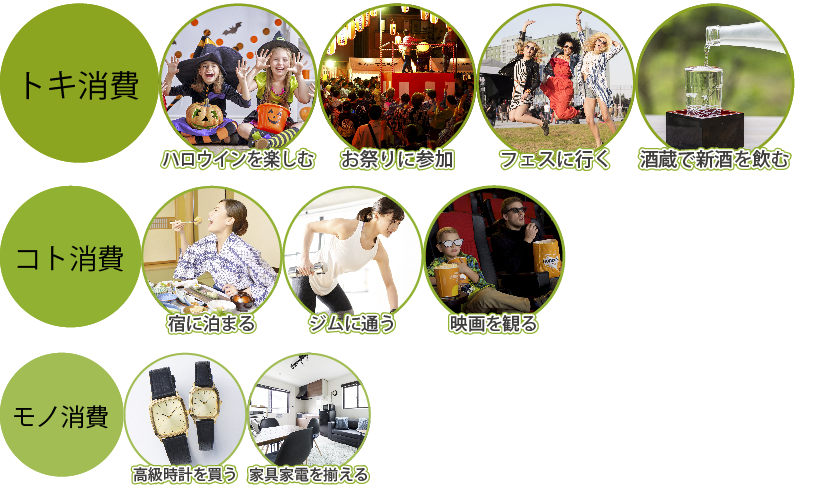 トキ消費
ハロウインを楽しむ
お祭りに参加
フェスに行く
酒蔵で新酒を飲む
コト消費
宿に泊まる
ジムに通う
映画を観る
モノ消費
高級時計を買う
家具家電を揃える